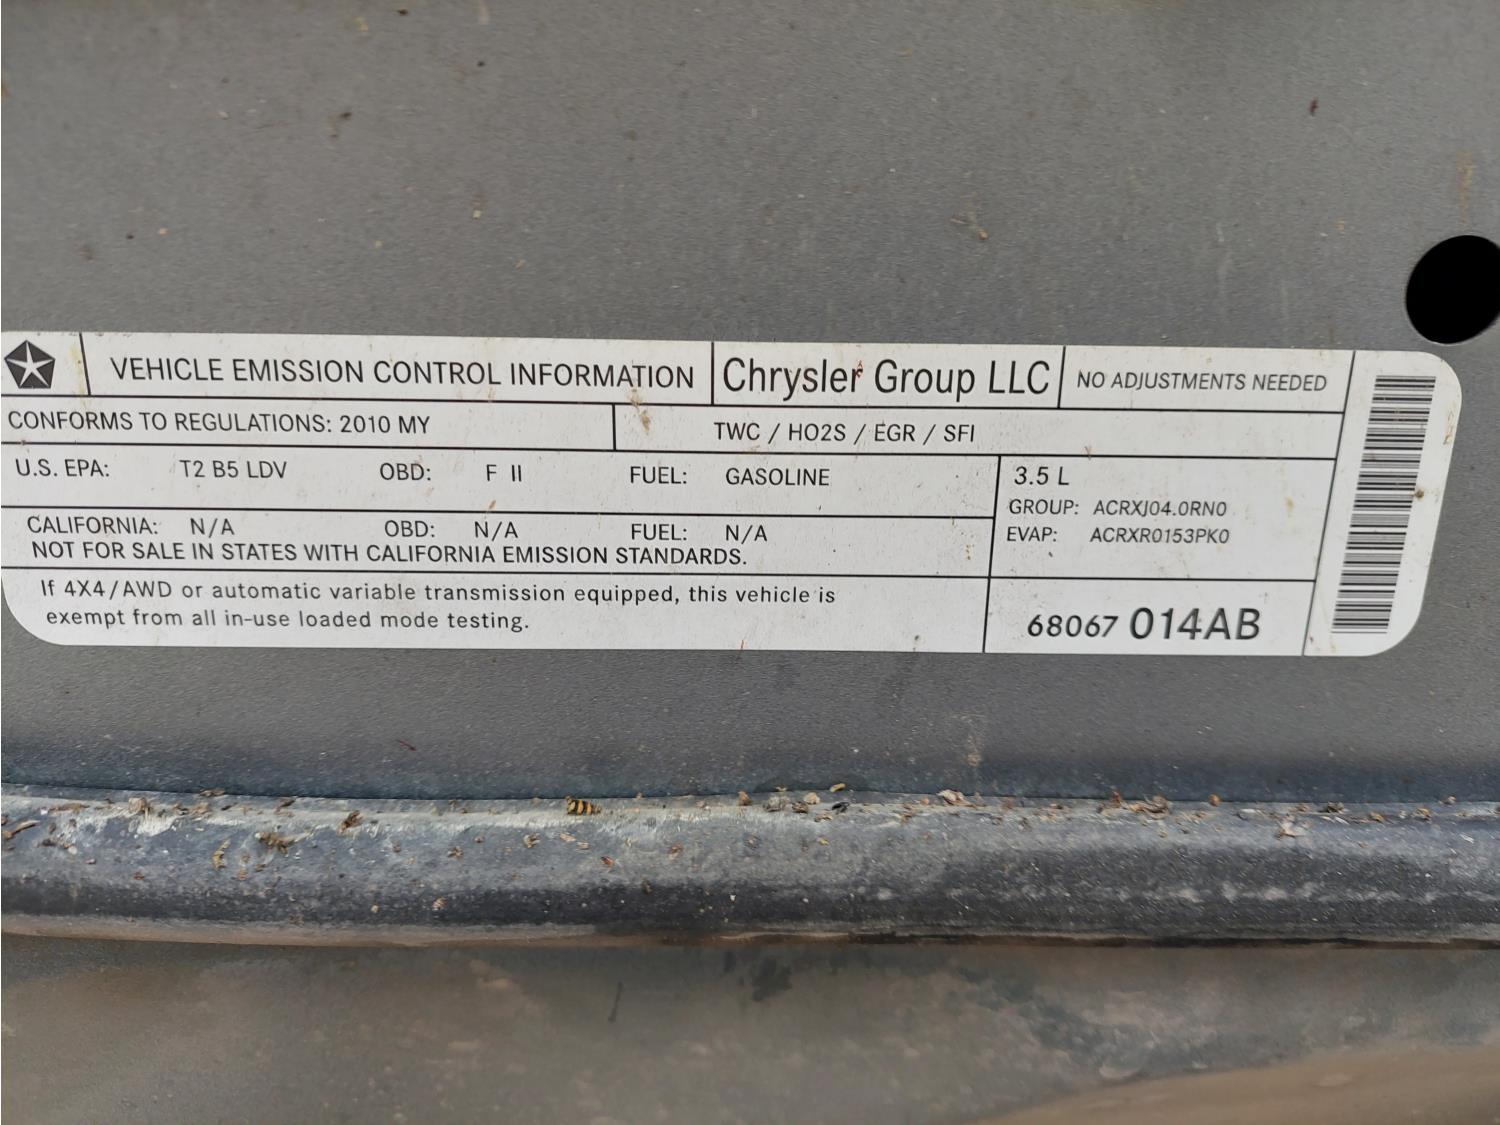 VEHICLE EMISSION CONTROL INFORMATION
Chrysler Group LLC
NO ADJUSTMENTS NEEDED
CONFORMS TO REGULATIONS: 2010 MY
TWC / HO2S / EGR / SFI
U.S. EPA: T2 B5 LDV OBD: F II FUEL: GASOLINE
CALIFORNIA: N/A OBD: N/A FUEL: N/A
NOT FOR SALE IN STATES WITH CALIFORNIA EMISSION STANDARDS.
3.5 L
GROUP: ACRXJ04.0RN0
EVAP: ACRXR0153PK0
If 4X4/AWD or automatic variable transmission equipped, this vehicle is
exempt from all in-use loaded mode testing.
68067 014AB